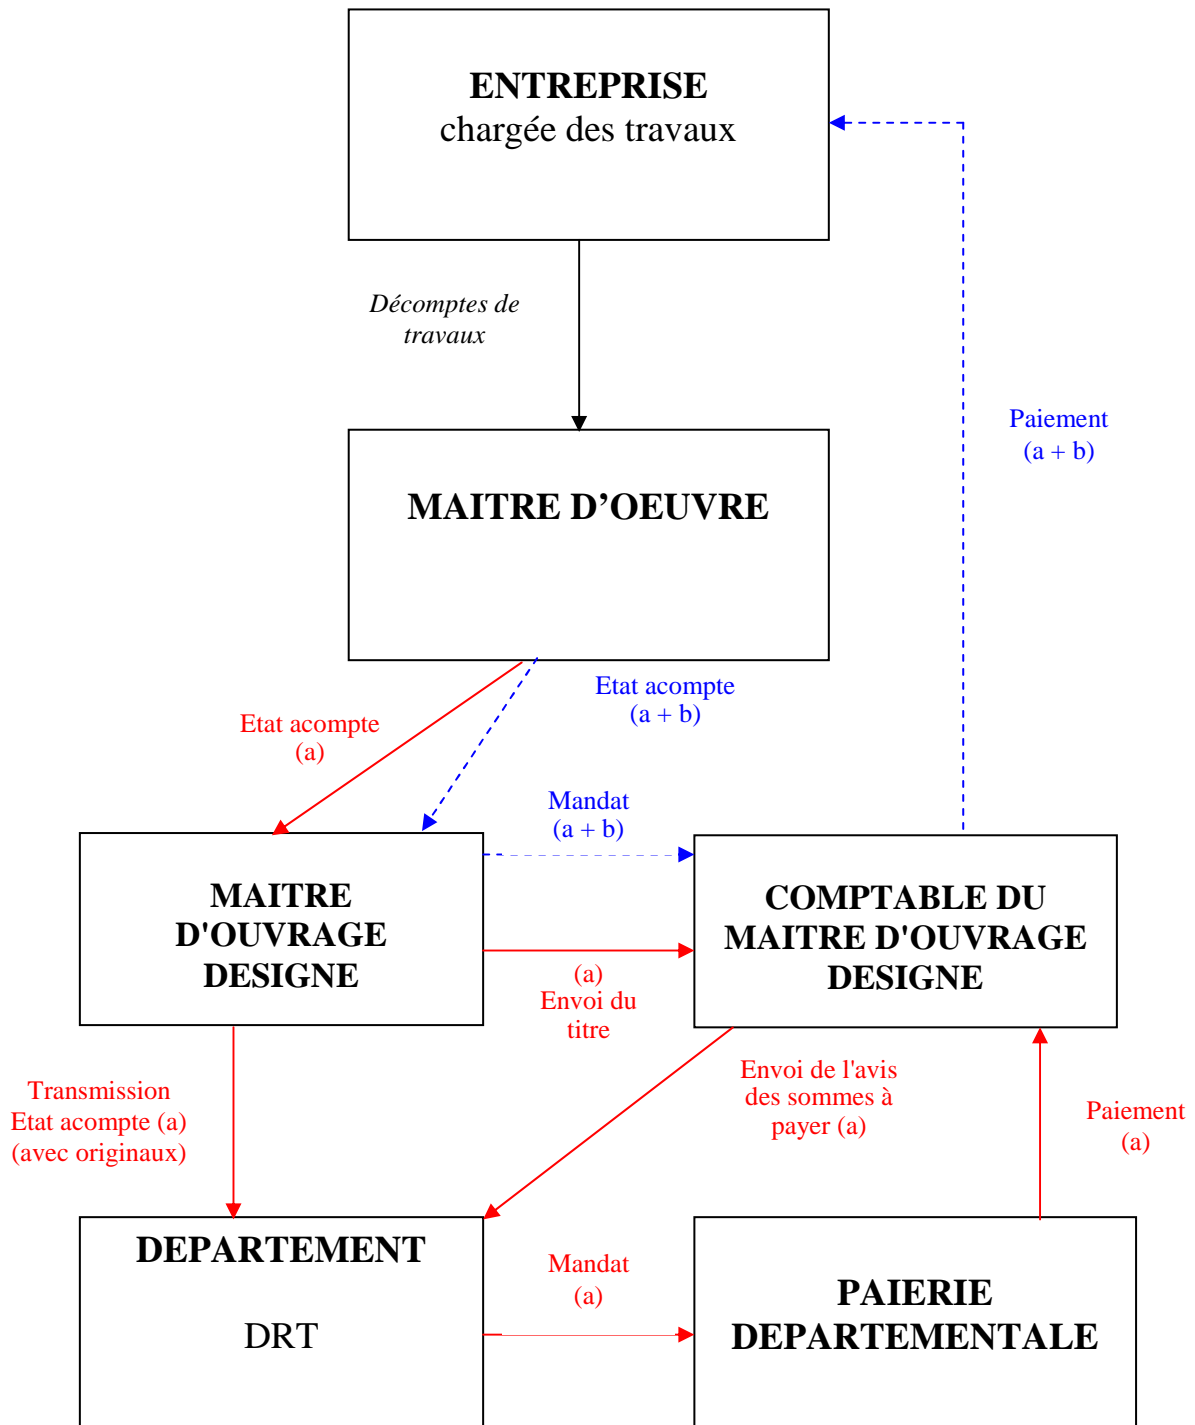 ENTREPRISE
chargée des travaux
Décomptes de
travaux
Paiement
(a + b)
MAITRE D’OEUVRE
Etat acompte
(a + b)
Etat acompte
(a)
Mandat
(a + b)
MAITRE
D'OUVRAGE
DESIGNE
COMPTABLE DU
MAITRE D'OUVRAGE
DESIGNE
(a)
Envoi du
titre
Transmission
Etat acompte (a)
(avec originaux)
Envoi de l'avis
des sommes à
payer (a)
Paiement
(a)
DEPARTEMENT
DRT
Mandat
(a)
PAIERIE
DEPARTEMENTALE